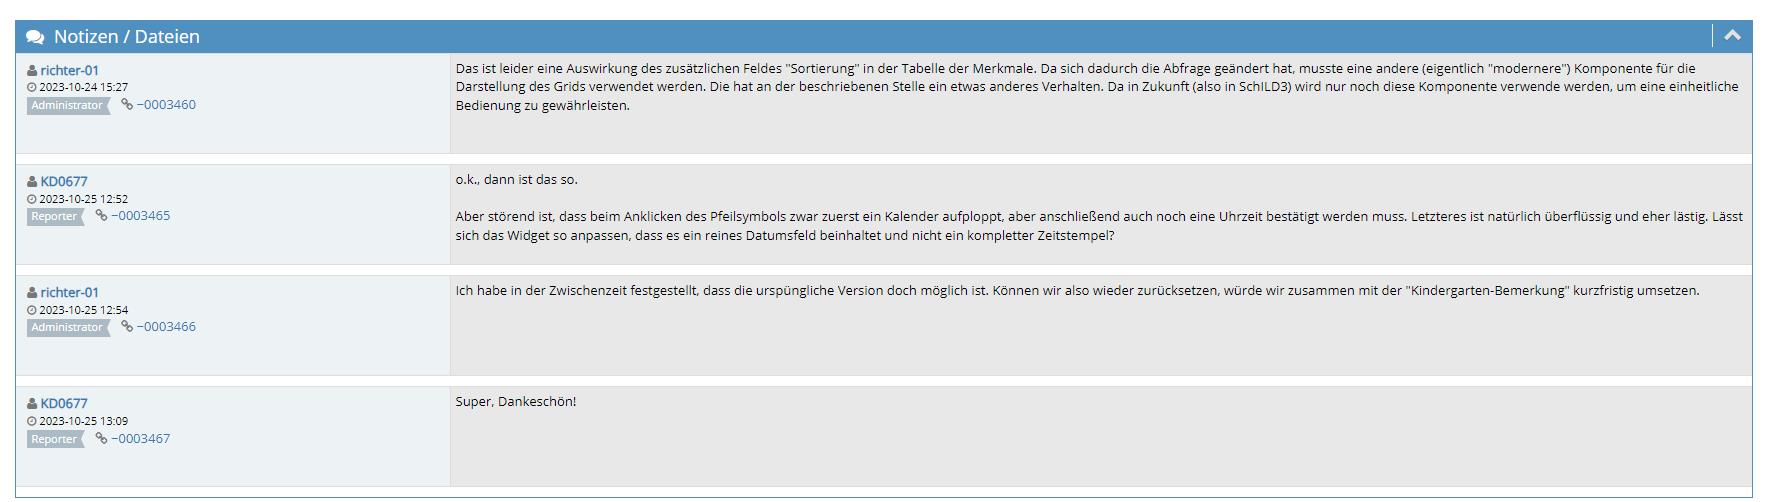 Notizen / Dateien
richter-01
2023-10-24 15:27
Administrator ~0003460
Das ist leider eine Auswirkung des zusätzlichen Feldes "Sortierung" in der Tabelle der Merkmale. Da sich dadurch die Abfrage geändert hat, musste eine andere (eigentlich "modernere") Komponente für die
Darstellung des Grids verwendet werden. Die hat an der beschriebenen Stelle ein etwas anderes Verhalten. Da in Zukunft (also in SchILD3) wird nur noch diese Komponente verwende werden, um eine einheitliche
Bedienung zu gewährleisten.
KD0677
2023-10-25 12:52
Reporter ~0003465
o.k., dann ist das so.
Aber störend ist, dass beim Anklicken des Pfeilsymbols zwar zuerst ein Kalender aufploppt, aber anschließend auch noch eine Uhrzeit bestätigt werden muss. Letzteres ist natürlich überflüssig und eher lästig. Lässt
sich das Widget so anpassen, dass es ein reines Datumsfeld beinhaltet und nicht ein kompletter Zeitstempel?
richter-01
2023-10-25 12:54
Administrator ~0003466
Ich habe in der Zwischenzeit festgestellt, dass die urspüngliche Version doch möglich ist. Können wir also wieder zurücksetzen, würde wir zusammen mit der "Kindergarten-Bemerkung" kurzfristig umsetzen.
KD0677
2023-10-25 13:09
Reporter ~0003467
Super, Dankeschön!